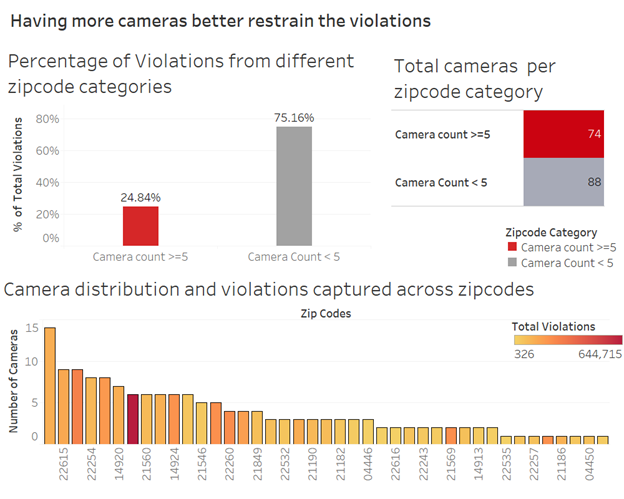 Having more cameras better restrain the violations
Percentage of Violations from different
zipcode categories
% of Total Violations
80%
60%
40%
20%
0%
24.84%
75.16%
Camera count >=5
Camera Count < 5
Total cameras per
zipcode category
Camera count >=5
74
Camera Count < 5
88
Zipcode Category
Camera count >=5
Camera Count < 5
Camera distribution and violations captured across zipcodes
Zip Codes
Number of Cameras
15
10
5
0
22615
22254
14920
21560
14924
21546
22260
21849
22532
21190
21182
04446
22616
22243
21569
14913
22535
22257
21186
04450
Total Violations
326
644,715